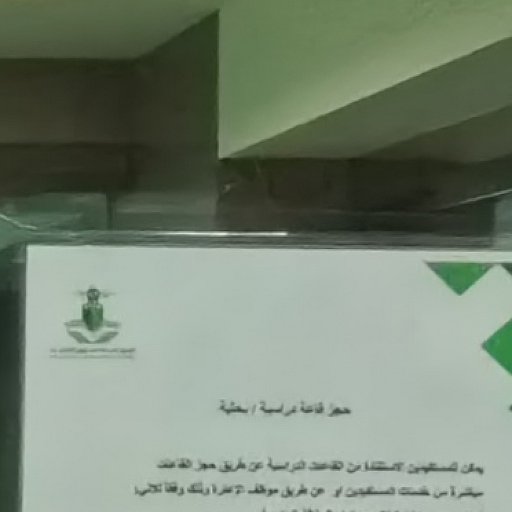 حجز قاعة دراسية / بحثية
يمكن للمستفيدين الاستفادة من القاعات الدراسية عن طريق حجز القاعات
مباشرة من خدمات المستفيدين او عن طريق موظف الإعارة وذلك وفقا للآتي: